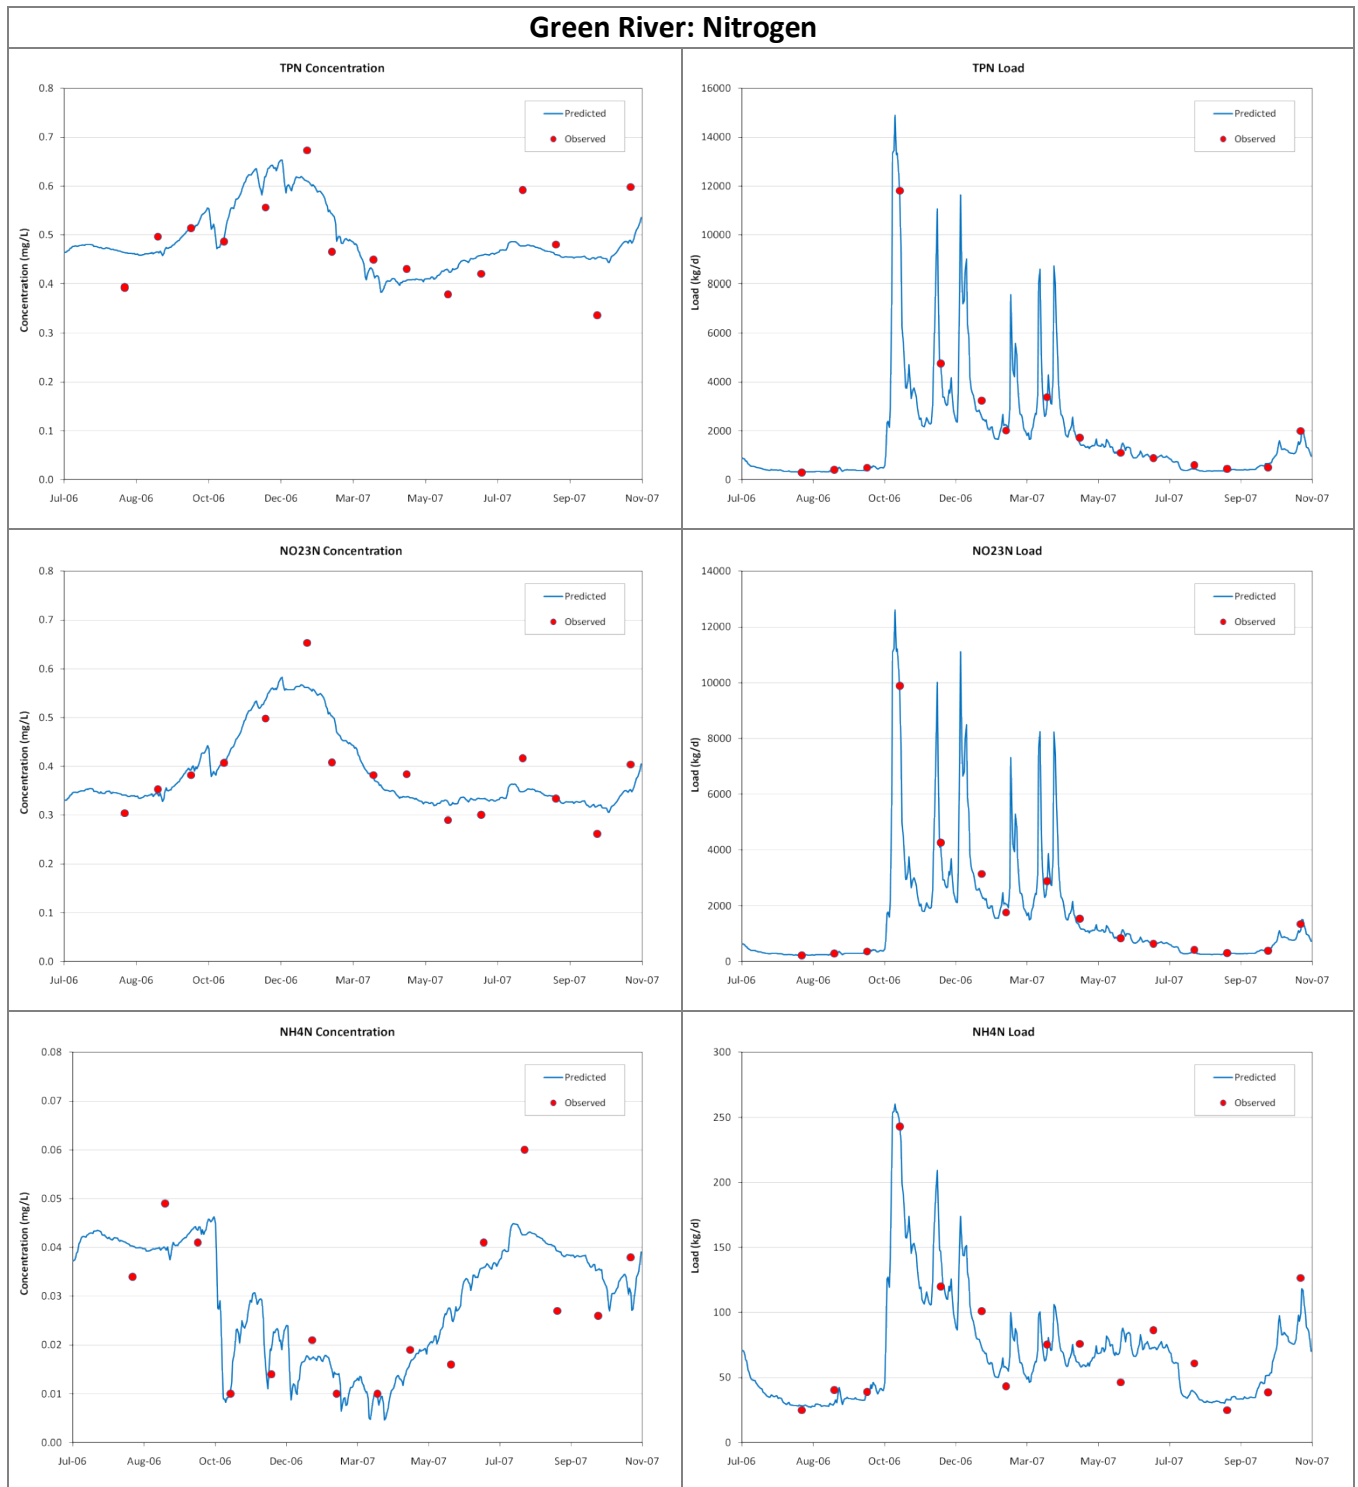 Green River: Nitrogen
TPN Concentration
Concentration (mg/L)
0.8
0.7
0.6
0.5
0.4
0.3
0.2
0.1
0.0
Jul-06 Aug-06 Oct-06 Dec-06 Mar-07 May-07 Jul-07 Sep-07 Nov-07
Predicted
Observed
TPN Load
Load (kg/d)
16000
14000
12000
10000
8000
6000
4000
2000
0
Jul-06 Aug-06 Oct-06 Dec-06 Mar-07 May-07 Jul-07 Sep-07 Nov-07
Predicted
Observed
NO23N Concentration
Concentration (mg/L)
0.8
0.7
0.6
0.5
0.4
0.3
0.2
0.1
0.0
Jul-06 Aug-06 Oct-06 Dec-06 Mar-07 May-07 Jul-07 Sep-07 Nov-07
Predicted
Observed
NO23N Load
Load (kg/d)
14000
12000
10000
8000
6000
4000
2000
0
Jul-06 Aug-06 Oct-06 Dec-06 Mar-07 May-07 Jul-07 Sep-07 Nov-07
Predicted
Observed
NH4N Concentration
Concentration (mg/L)
0.08
0.07
0.06
0.05
0.04
0.03
0.02
0.01
0.00
Jul-06 Aug-06 Oct-06 Dec-06 Mar-07 May-07 Jul-07 Sep-07 Nov-07
Predicted
Observed
NH4N Load
Load (kg/d)
300
250
200
150
100
50
0
Jul-06 Aug-06 Oct-06 Dec-06 Mar-07 May-07 Jul-07 Sep-07 Nov-07
Predicted
Observed